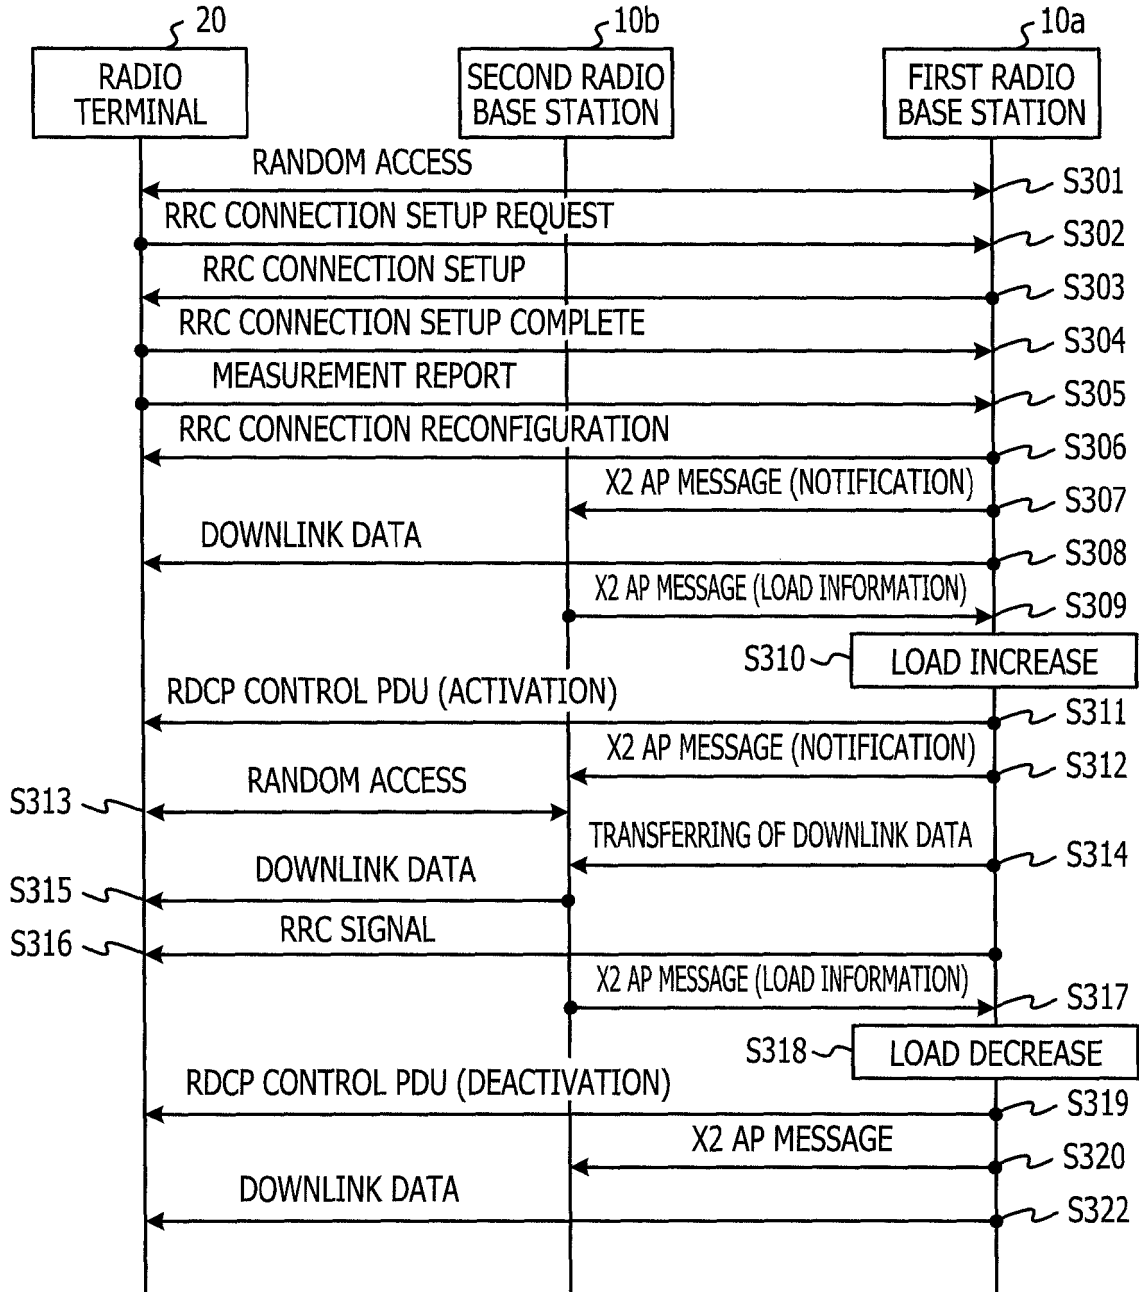 20
10b
10a
RADIO
TERMINAL
SECOND RADIO
BASE STATION
FIRST RADIO
BASE STATION
RANDOM ACCESS
S301
RRC CONNECTION SETUP REQUEST
S302
RRC CONNECTION SETUP
S303
RRC CONNECTION SETUP COMPLETE
S304
MEASUREMENT REPORT
S305
RRC CONNECTION RECONFIGURATION
S306
X2 AP MESSAGE (NOTIFICATION)
S307
DOWNLINK DATA
S308
X2 AP MESSAGE (LOAD INFORMATION)
S309
S310
LOAD INCREASE
RDCP CONTROL PDU (ACTIVATION)
S311
X2 AP MESSAGE (NOTIFICATION)
S312
RANDOM ACCESS
S313
TRANSFERRING OF DOWNLINK DATA
S314
DOWNLINK DATA
S315
RRC SIGNAL
S316
X2 AP MESSAGE (LOAD INFORMATION)
S317
S318
LOAD DECREASE
RDCP CONTROL PDU (DEACTIVATION)
S319
X2 AP MESSAGE
S320
DOWNLINK DATA
S322